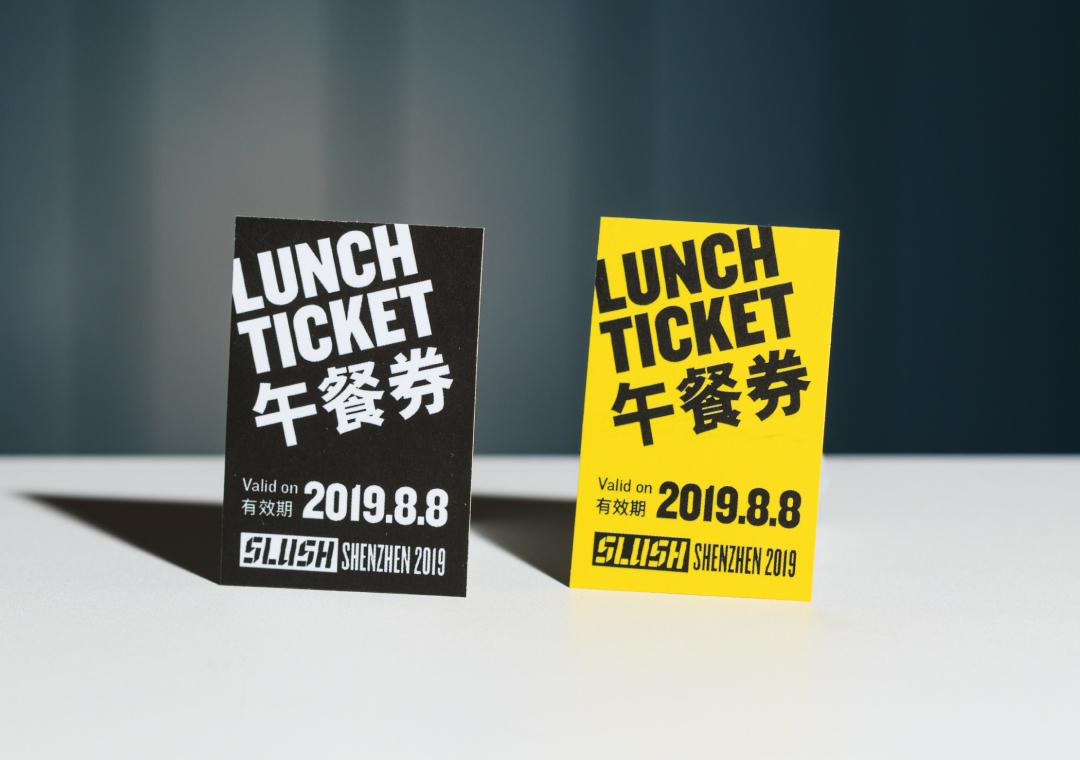 LUNCH
TICKET
午餐券
Valid on
有效期
2019.8.8
SLUSH SHENZHEN 2019
LUNCH
TICKET
午餐券
Valid on
有效期
2019.8.8
SLUSH SHENZHEN 2019